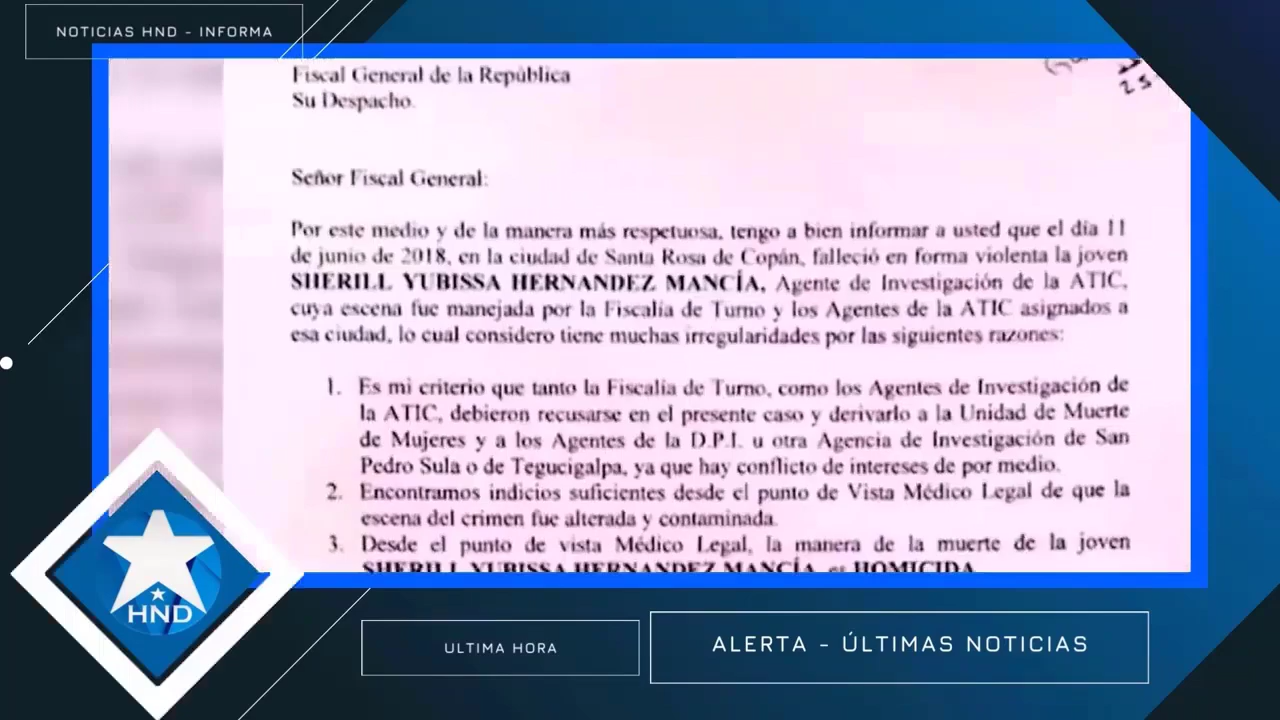 NOTICIAS HND - INFORMA
Fiscal General de la República
Su Despacho.
25
Señor Fiscal General:
Por este medio y de la manera más respetuosa, tengo a bien informar a usted que el día 11
de junio de 2018, en la ciudad de Santa Rosa de Copán, falleció en forma violenta la joven
SHERILL YUBISSA HERNANDEZ MANCÍA, Agente de Investigación de la ATIC,
cuya escena fue manejada por la Fiscalía de Turno y los Agentes de la ATIC asignados a
esa ciudad, lo cual considero tiene muchas irregularidades por las siguientes razones:
1. Es mi criterio que tanto la Fiscalía de Turno, como los Agentes de Investigación de
la ATIC, debieron recusarse en el presente caso y derivarlo a la Unidad de Muerte
de Mujeres y a los Agentes de la D.P.I. u otra Agencia de Investigación de San
Pedro Sula o de Tegucigalpa, ya que hay conflicto de intereses de por medio.
2. Encontramos indicios suficientes desde el punto de Vista Médico Legal de que la
escena del crimen fue alterada y contaminada.
3. Desde el punto de vista Médico Legal, la manera de la muerte de la joven
SHERILL YUBISSA HERNANDEZ MANCÍA, es HOMICIDA
HND
ULTIMA HORA
ALERTA - ÚLTIMAS NOTICIAS